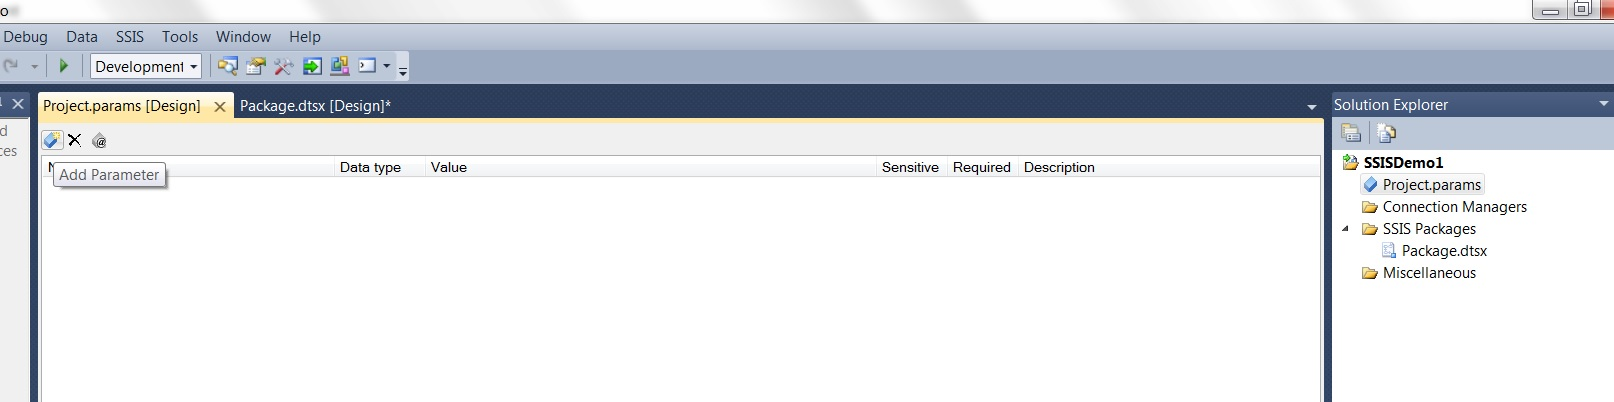 Debug Data SSIS Tools Window Help
Development
Project.params [Design] Package.dtsx [Design]*
Solution Explorer
Data type Value Sensitive Required Description
Add Parameter
SSISDemo1
Project.params
Connection Managers
SSIS Packages
Package.dtsx
Miscellaneous